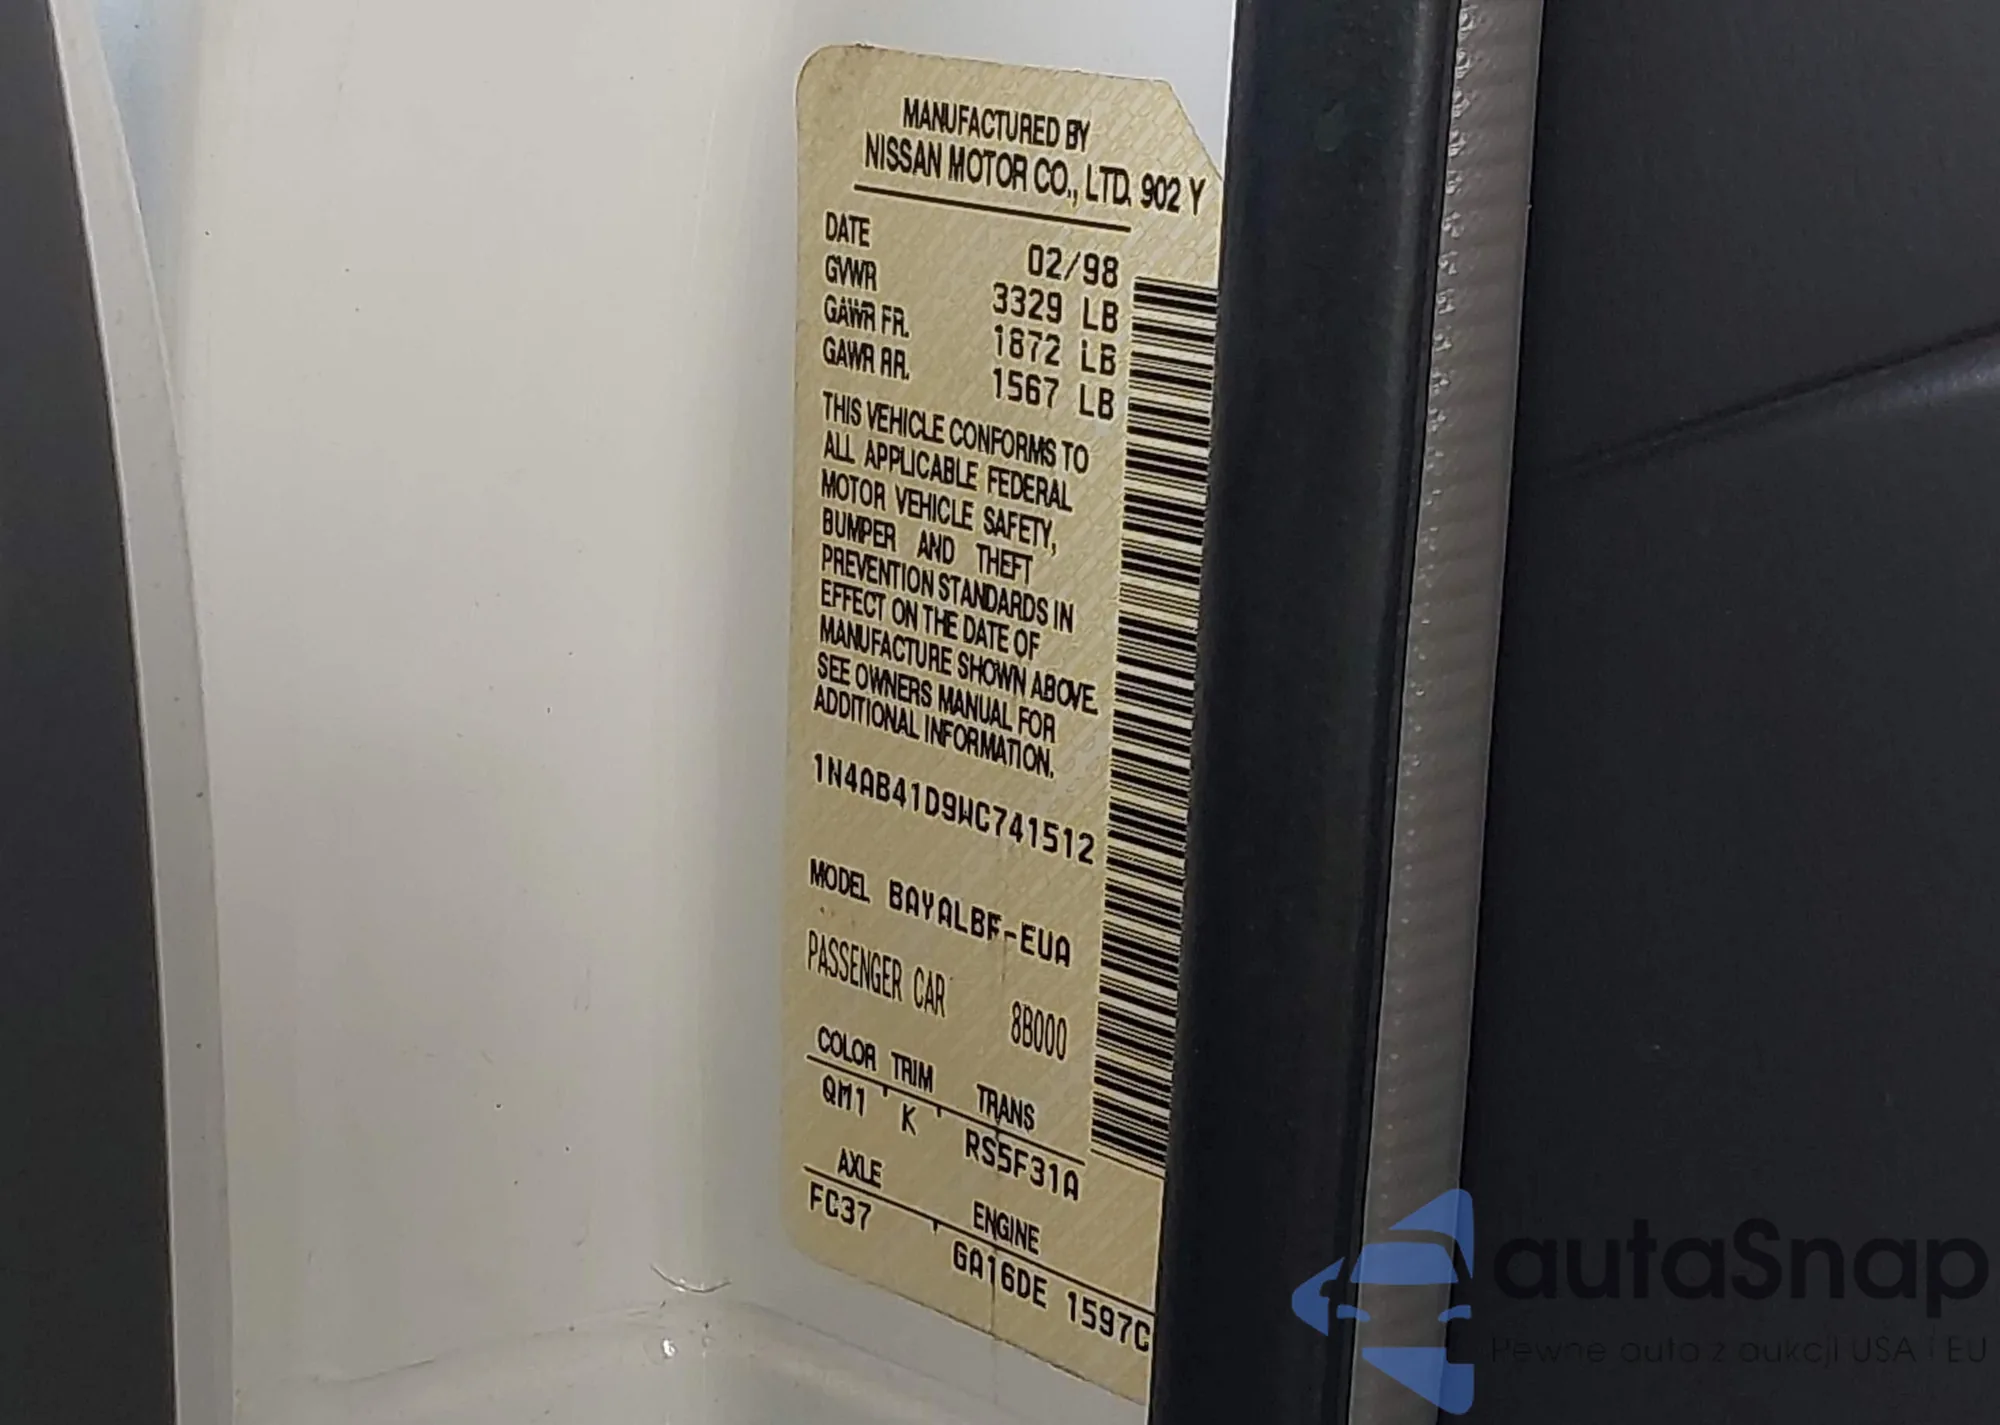 MANUFACTURED BY
NISSAN MOTOR CO., LTD. 902 Y
DATE 02/98
GVWR 3329 LB
GAWR FR. 1872 LB
GAWR RR. 1567 LB
THIS VEHICLE CONFORMS TO
ALL APPLICABLE FEDERAL
MOTOR VEHICLE SAFETY,
BUMPER AND THEFT
PREVENTION STANDARDS IN
EFFECT ON THE DATE OF
MANUFACTURE SHOWN ABOVE.
SEE OWNERS MANUAL FOR
ADDITIONAL INFORMATION.
1N4AB41D9WC741512
MODEL BAYALBF-EUA
PASSENGER CAR 8B000
COLOR TRIM TRANS
QM1 K RS5F31A
AXLE ENGINE
FC37 GA16DE 1597C
autaSnap
Pewne auta z aukcji USA i EU